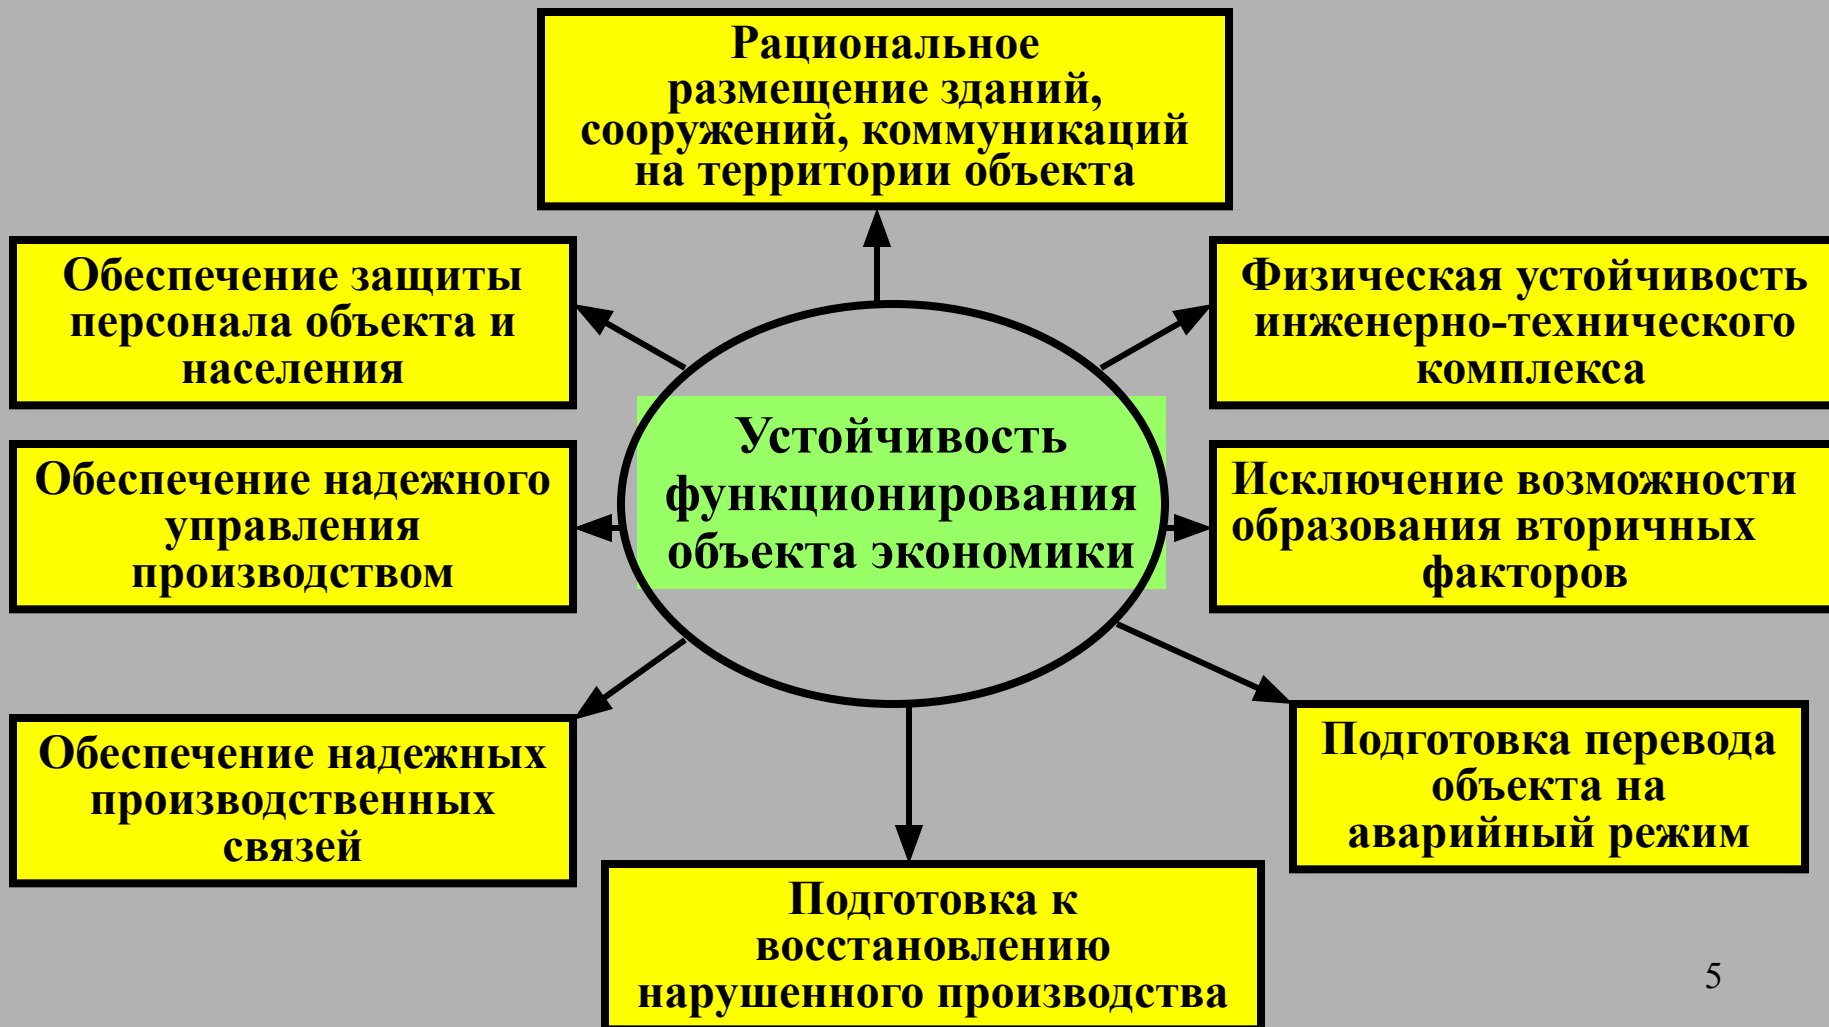 Рациональное
размещение зданий,
сооружений, коммуникаций
на территории объекта
Обеспечение защиты
персонала объекта и
населения
Физическая устойчивость
инженерно-технического
комплекса
Устойчивость
функционирования
объекта экономики
Обеспечение надежного
управления
производством
Исключение возможности
образования вторичных
факторов
Обеспечение надежных
производственных
связей
Подготовка перевода
объекта на
аварийный режим
Подготовка к
восстановлению
нарушенного производства
5